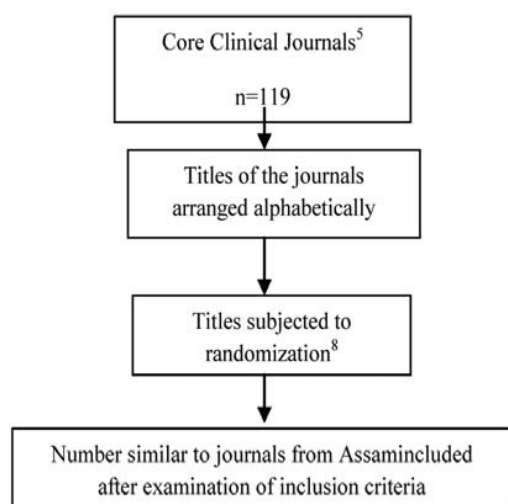 Core Clinical Journals⁵
n=119
Titles of the journals
arranged alphabetically
Titles subjected to
randomization⁸
Number similar to journals from Assamincluded
after examination of inclusion criteria